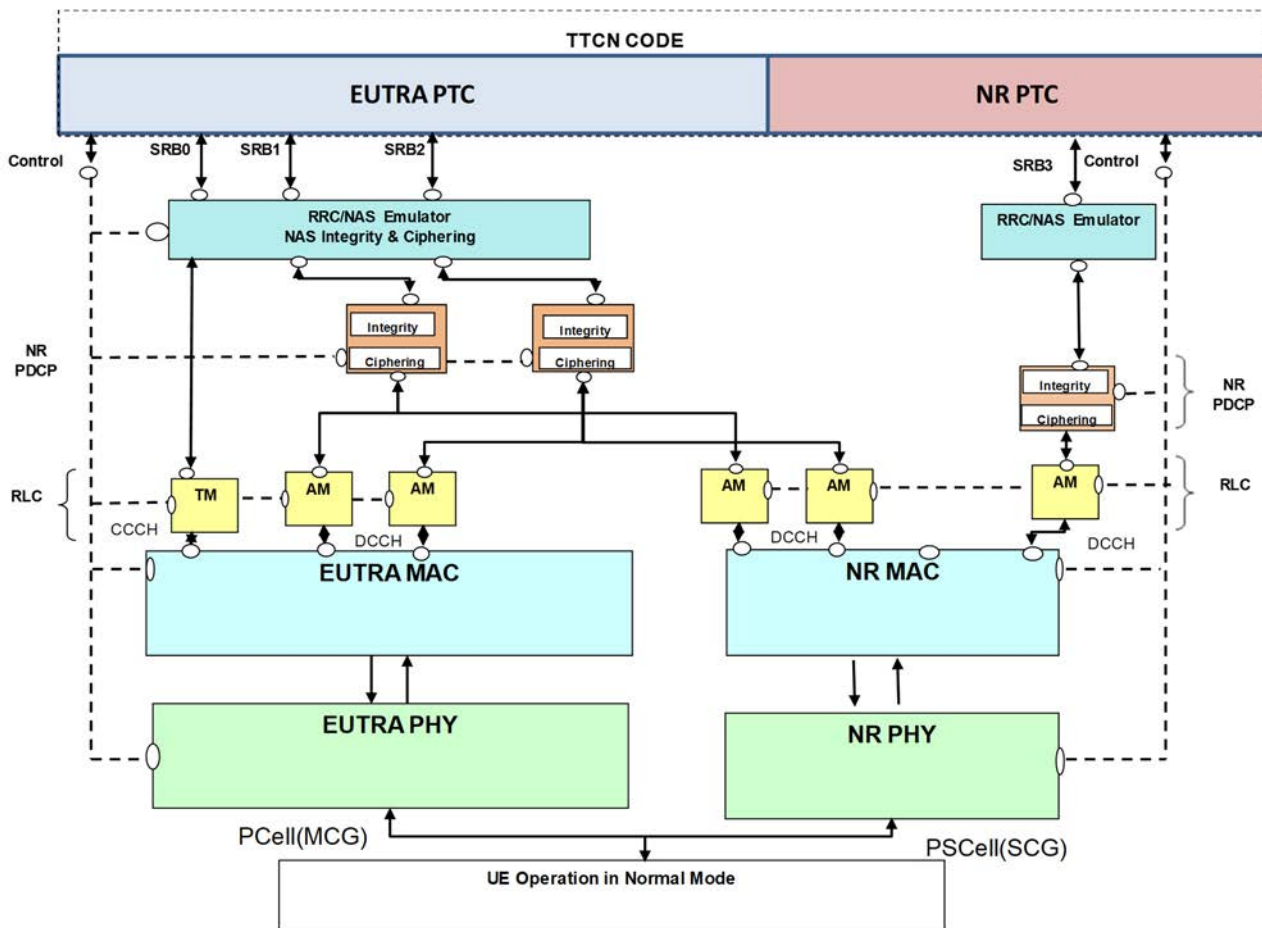 TTCN CODE
EUTRA PTC
NR PTC
Control
SRB0
SRB1
SRB2
SRB3
Control
RRC/NAS Emulator
NAS Integrity & Ciphering
RRC/NAS Emulator
NR
PDCP
Integrity
Ciphering
Integrity
Ciphering
Integrity
Ciphering
NR
PDCP
RLC
TM
AM
AM
AM
AM
AM
RLC
CCCH
DCCH
DCCH
DCCH
EUTRA MAC
NR MAC
EUTRA PHY
NR PHY
PCell(MCG)
PSCell(SCG)
UE Operation in Normal Mode